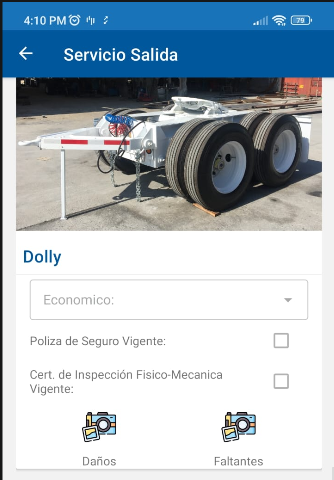 4:10 PM
79
Servicio Salida
Dolly
Economico:
Poliza de Seguro Vigente:
Cert. de Inspección Fisico-Mecanica
Vigente:
Daños
Faltantes